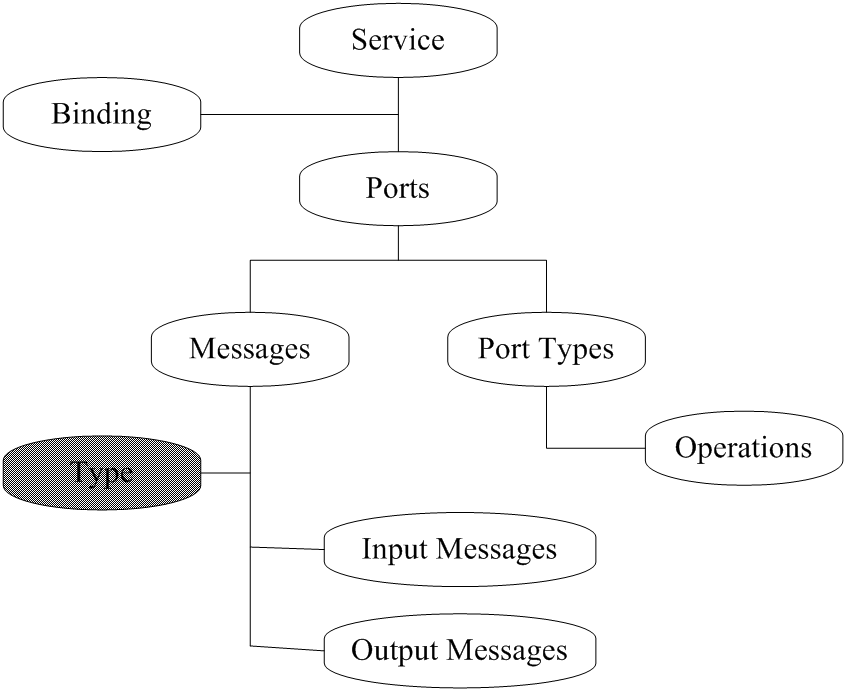 Service
Binding
Ports
Messages
Port Types
Type
Operations
Input Messages
Output Messages